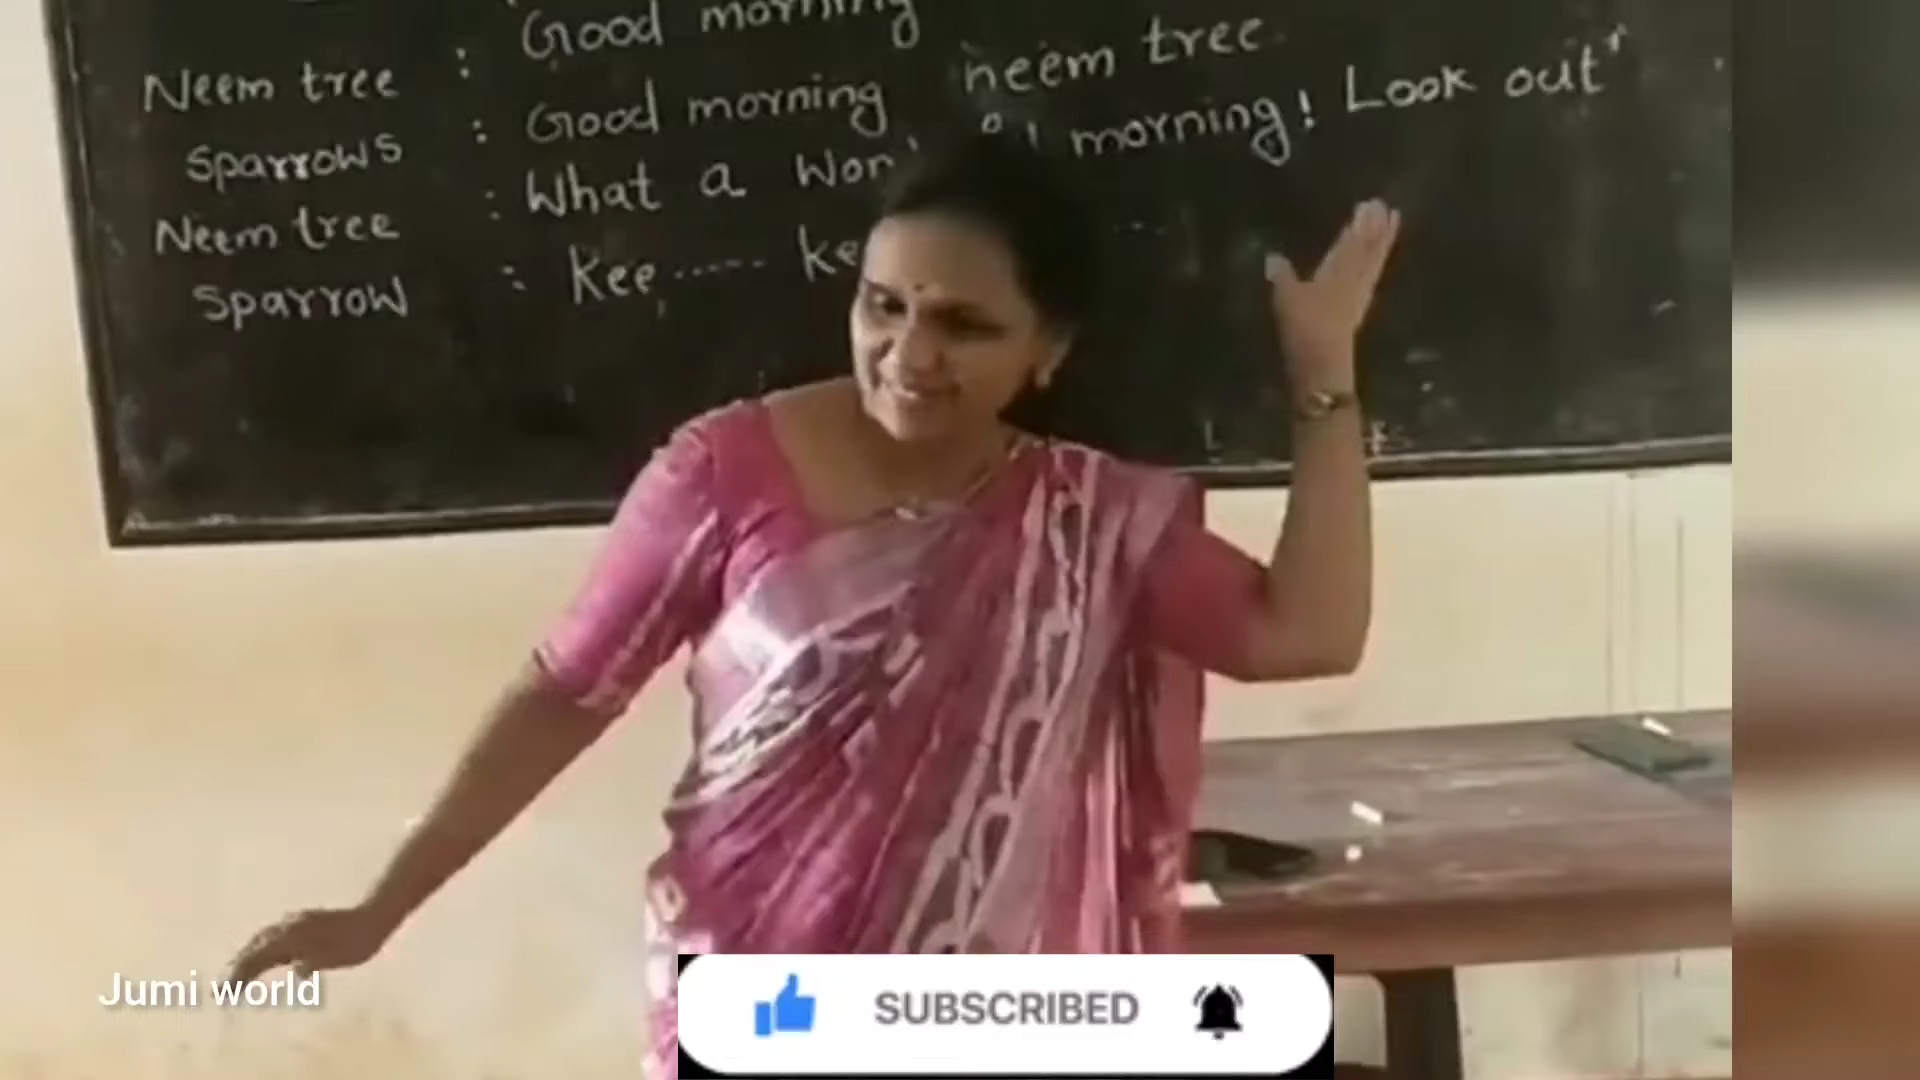 Good morning
Neem tree : Good morning neem tree
Sparrows : What a morning! Look out
Neem tree : Kee ......
Sparrow
Jumi world
SUBSCRIBED